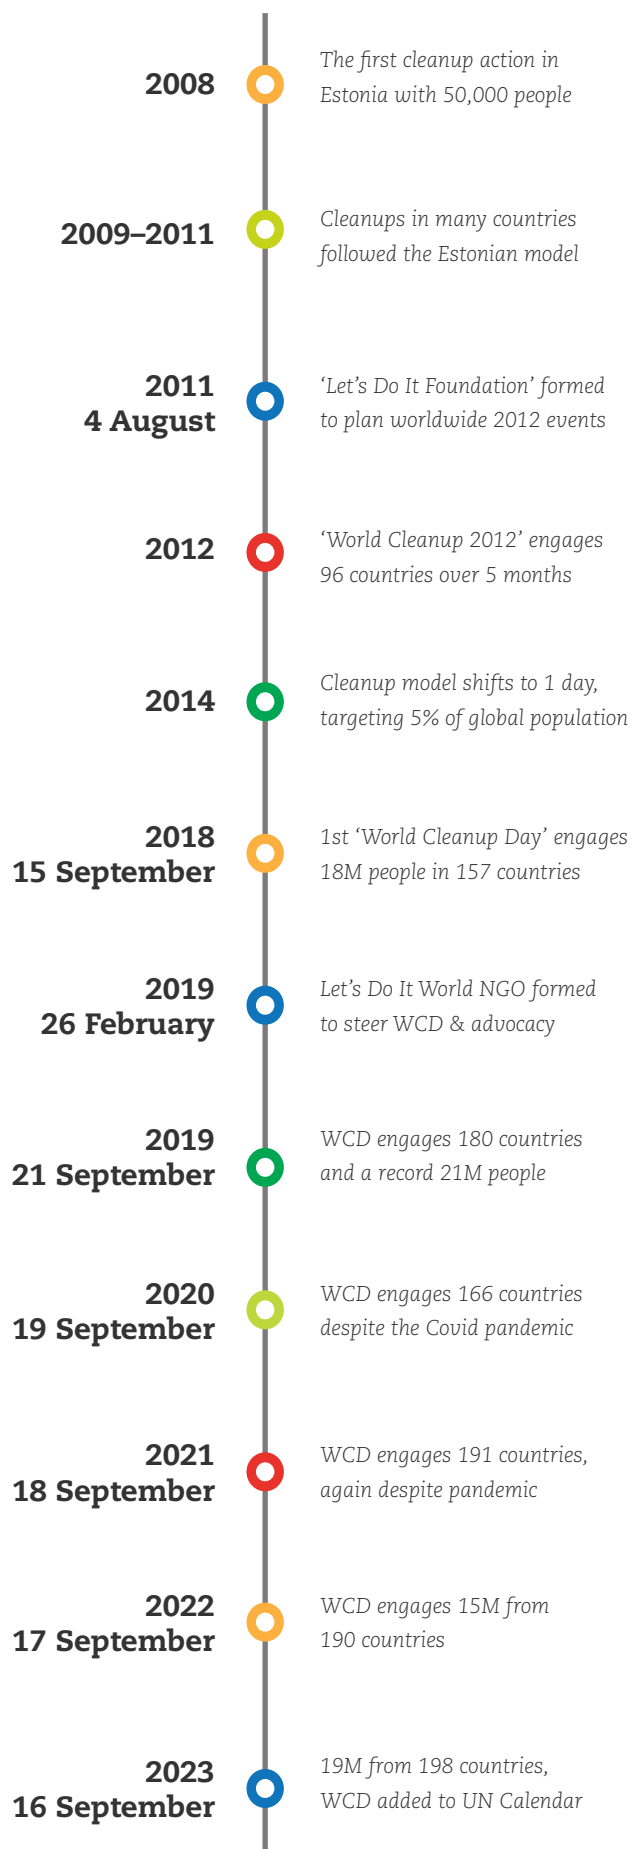 2008
The first cleanup action in
Estonia with 50,000 people
2009–2011
Cleanups in many countries
followed the Estonian model
2011
4 August
‘Let’s Do It Foundation’ formed
to plan worldwide 2012 events
2012
‘World Cleanup 2012’ engages
96 countries over 5 months
2014
Cleanup model shifts to 1 day,
targeting 5% of global population
2018
15 September
1st ‘World Cleanup Day’ engages
18M people in 157 countries
2019
26 February
Let’s Do It World NGO formed
to steer WCD & advocacy
2019
21 September
WCD engages 180 countries
and a record 21M people
2020
19 September
WCD engages 166 countries
despite the Covid pandemic
2021
18 September
WCD engages 191 countries,
again despite pandemic
2022
17 September
WCD engages 15M from
190 countries
2023
16 September
19M from 198 countries,
WCD added to UN Calendar